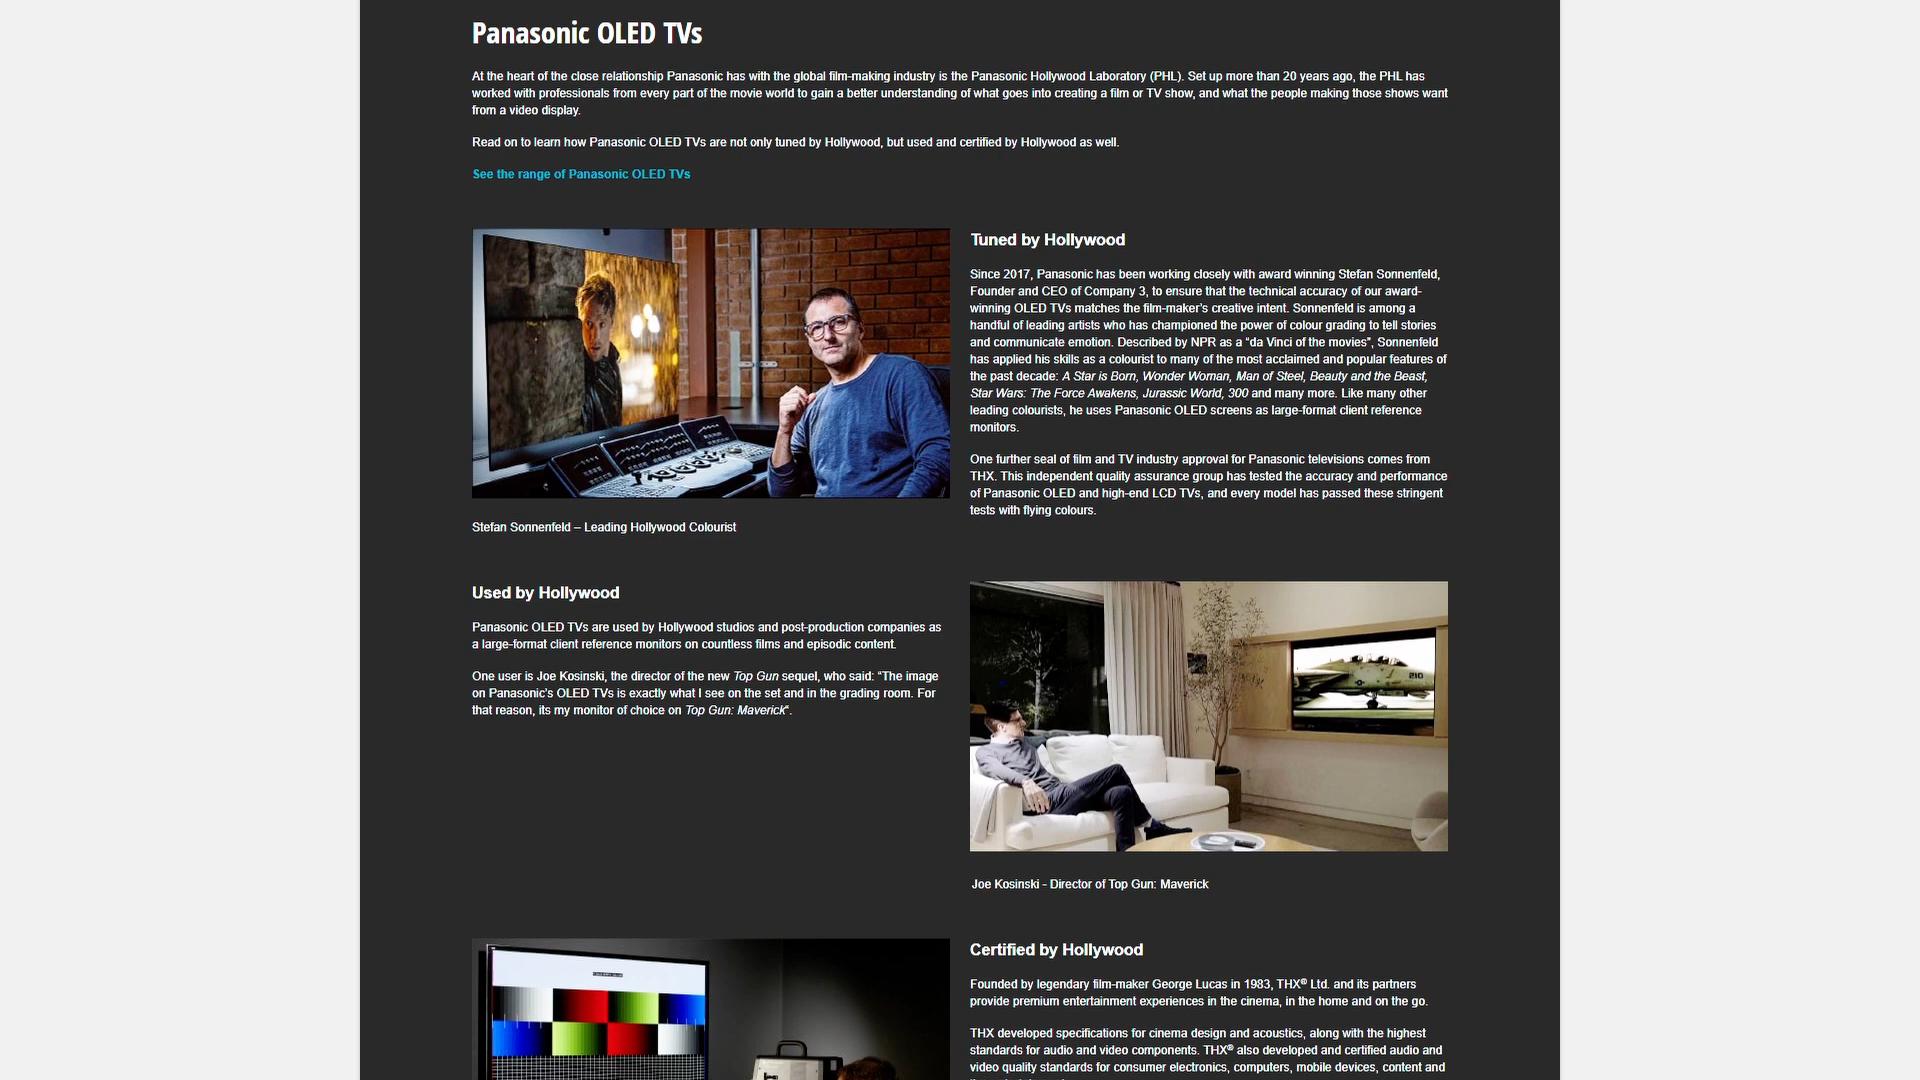 Panasonic OLED TVs
At the heart of the close relationship Panasonic has with the global film-making industry is the Panasonic Hollywood Laboratory (PHL). Set up more than 20 years ago, the PHL has
worked with professionals from every part of the movie world to gain a better understanding of what goes into creating a film or TV show, and what the people making those shows want
from a video display.
Read on to learn how Panasonic OLED TVs are not only tuned by Hollywood, but used and certified by Hollywood as well.
See the range of Panasonic OLED TVs
Tuned by Hollywood
Since 2017, Panasonic has been working closely with award winning Stefan Sonnenfeld,
Founder and CEO of Company 3, to ensure that the technical accuracy of our award-
winning OLED TVs matches the film-maker's creative intent. Sonnenfeld is among a
handful of leading artists who has championed the power of colour grading to tell stories
and communicate emotion. Described by NPR as a “da Vinci of the movies”, Sonnenfeld
has applied his skills as a colourist to many of the most acclaimed and popular features of
the past decade: A Star is Born, Wonder Woman, Man of Steel, Beauty and the Beast,
Star Wars: The Force Awakens, Jurassic World, 300 and many more. Like many other
leading colourists, he uses Panasonic OLED screens as large-format client reference
monitors.
One further seal of film and TV industry approval for Panasonic televisions comes from
THX. This independent quality assurance group has tested the accuracy and performance
of Panasonic OLED and high-end LCD TVs, and every model has passed these stringent
tests with flying colours.
Stefan Sonnenfeld – Leading Hollywood Colourist
Used by Hollywood
Panasonic OLED TVs are used by Hollywood studios and post-production companies as
a large-format client reference monitors on countless films and episodic content.
One user is Joe Kosinski, the director of the new Top Gun sequel, who said: “The image
on Panasonic's OLED TVs is exactly what I see on the set and in the grading room. For
that reason, its my monitor of choice on Top Gun: Maverick“.
210
Joe Kosinski - Director of Top Gun: Maverick
Certified by Hollywood
Founded by legendary film-maker George Lucas in 1983, THX® Ltd. and its partners
provide premium entertainment experiences in the cinema, in the home and on the go.
THX developed specifications for cinema design and acoustics, along with the highest
standards for audio and video components. THX® also developed and certified audio and
video quality standards for consumer electronics, computers, mobile devices, content and